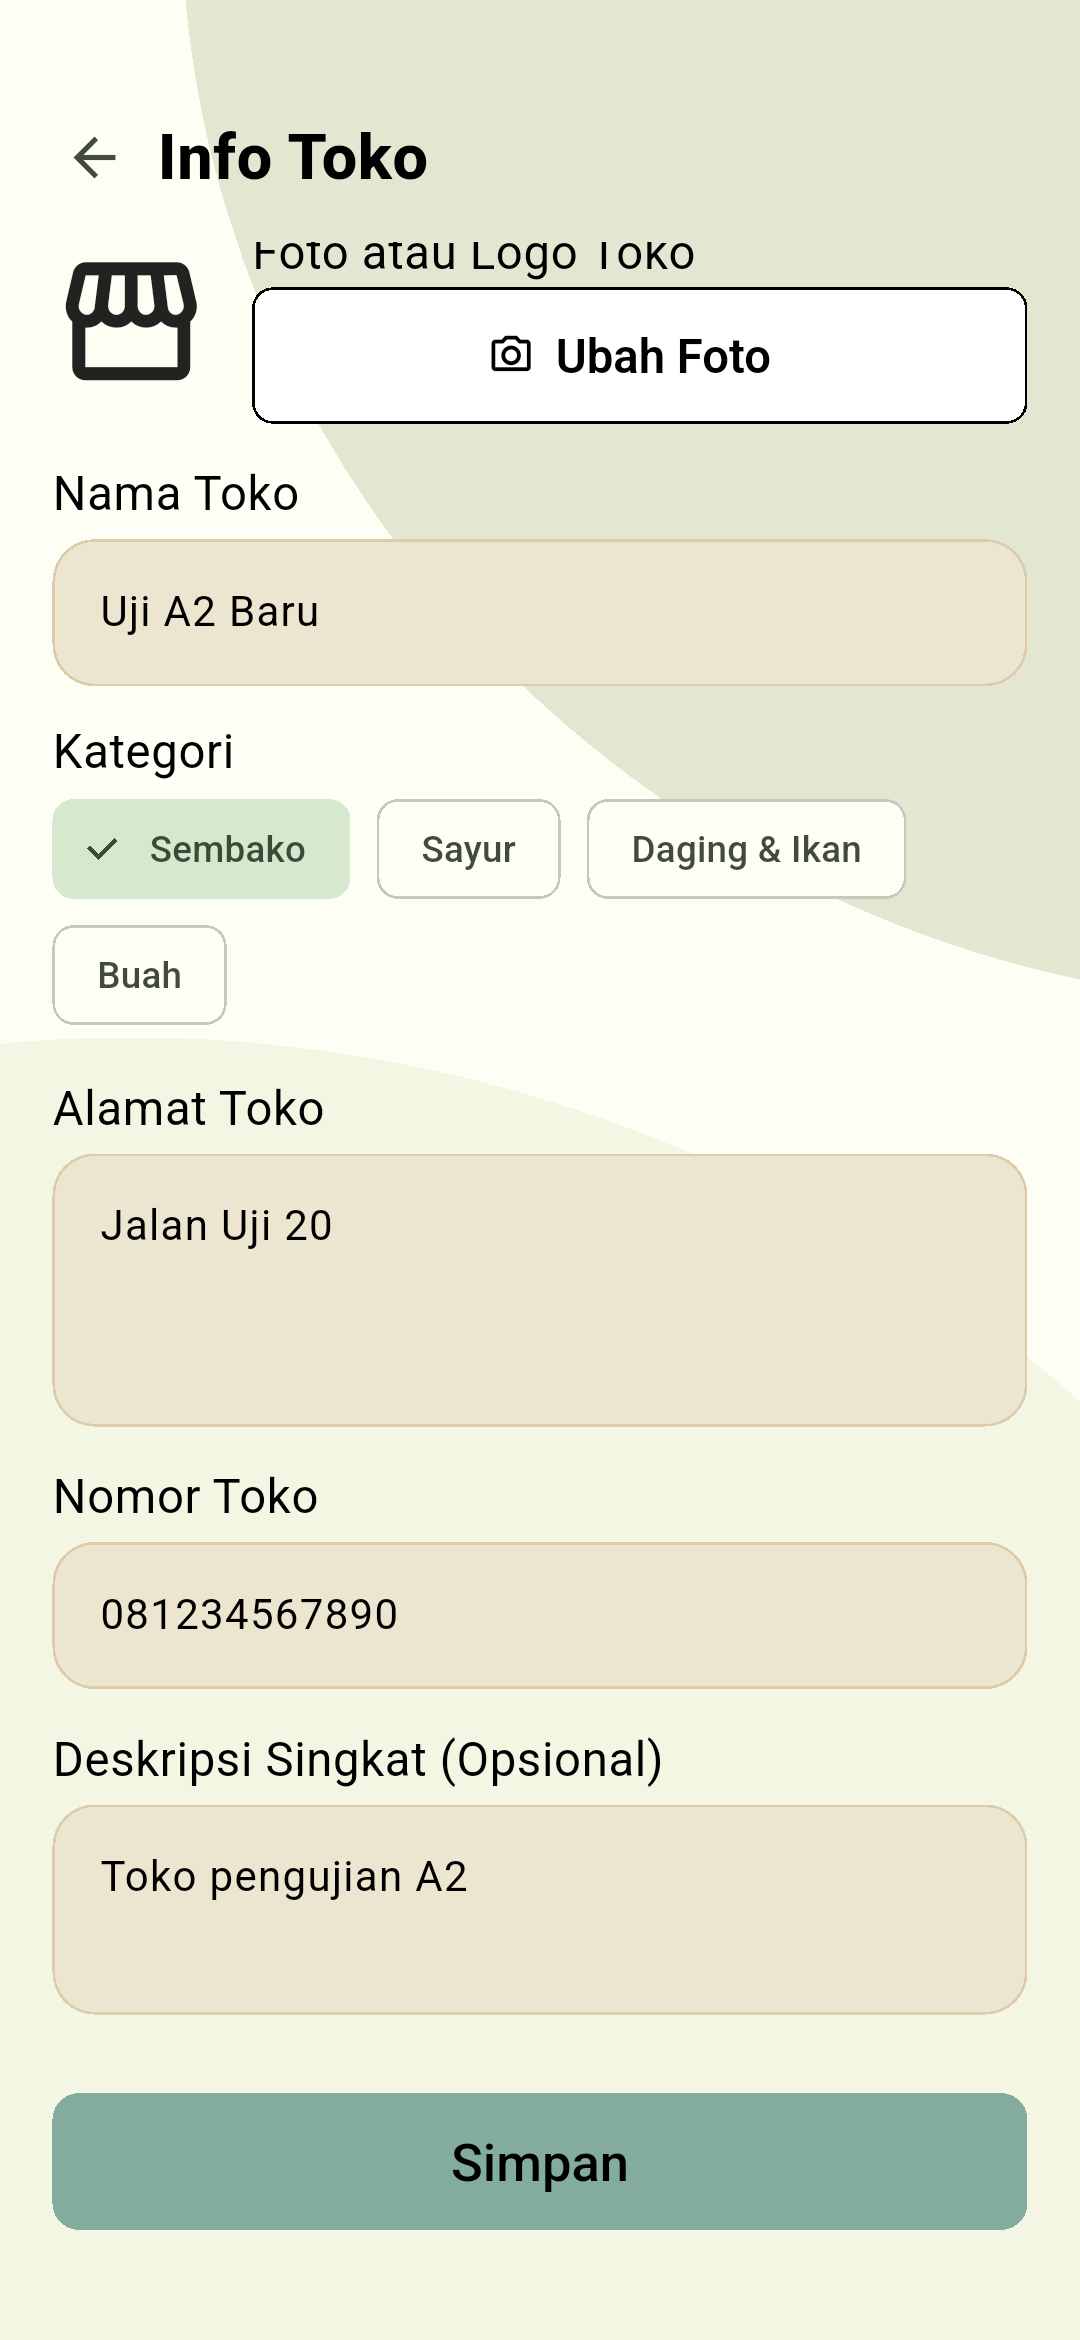 Info Toko
Foto atau Logo Toko
Ubah Foto
Nama Toko
Uji A2 Baru
Kategori
Sembako
Sayur
Daging & Ikan
Buah
Alamat Toko
Jalan Uji 20
Nomor Toko
081234567890
Deskripsi Singkat (Opsional)
Toko pengujian A2
Simpan